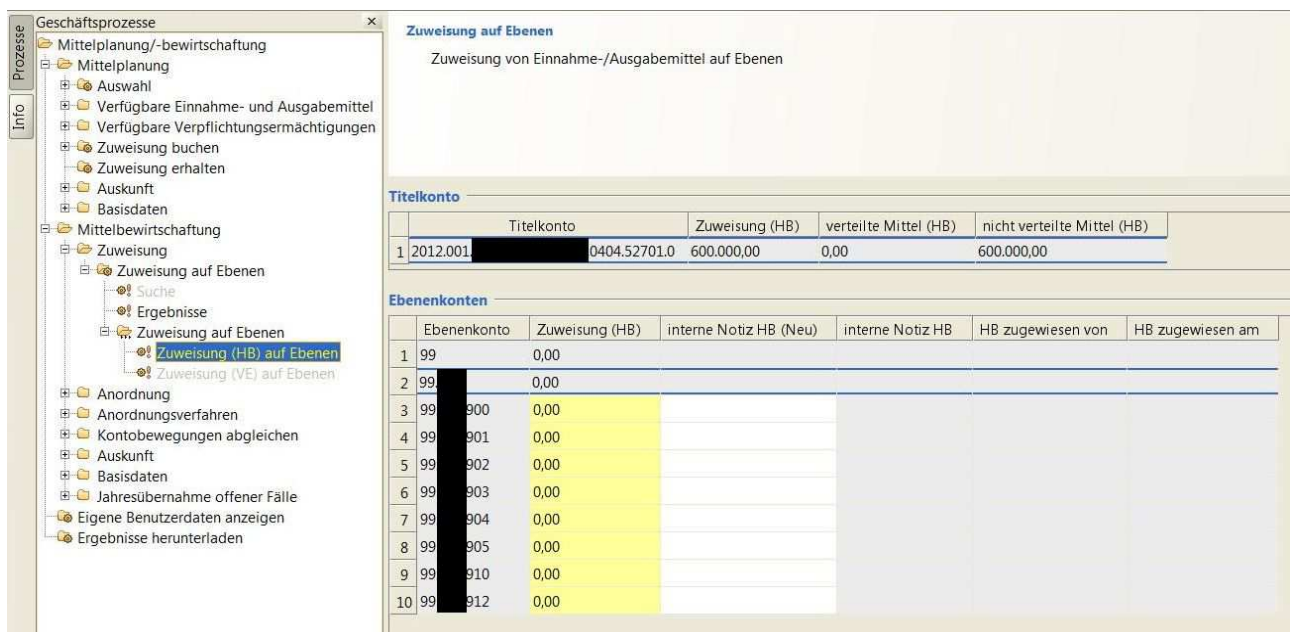 Prozesse
Info
Geschäftsprozesse
Mittelplanung/-bewirtschaftung
Mittelplanung
Auswahl
Verfügbare Einnahme- und Ausgabemittel
Verfügbare Verpflichtungsermächtigungen
Zuweisung buchen
Zuweisung erhalten
Auskunft
Basisdaten
Mittelbewirtschaftung
Zuweisung
Zuweisung auf Ebenen
Suche
Ergebnisse
Zuweisung auf Ebenen
Zuweisung (HB) auf Ebenen
Zuweisung (VE) auf Ebenen
Anordnung
Anordnungsverfahren
Kontobewegungen abgleichen
Auskunft
Basisdaten
Jahresübernahme offener Fälle
Eigene Benutzerdaten anzeigen
Ergebnisse herunterladen
Zuweisung auf Ebenen
Zuweisung von Einnahme-/Ausgabemittel auf Ebenen
Titelkonto
Titelkonto Zuweisung (HB) verteilte Mittel (HB) nicht verteilte Mittel (HB)
1 2012.001. 0404.52701.0 600.000,00 0,00 600.000,00
Ebenenkonten
Ebenenkonto Zuweisung (HB) interne Notiz HB (Neu) interne Notiz HB HB zugewiesen von HB zugewiesen am
1 99 0,00
2 99. 0,00
3 99 900 0,00
4 99 901 0,00
5 99 902 0,00
6 99 903 0,00
7 99 904 0,00
8 99 905 0,00
9 99 910 0,00
10 99 912 0,00